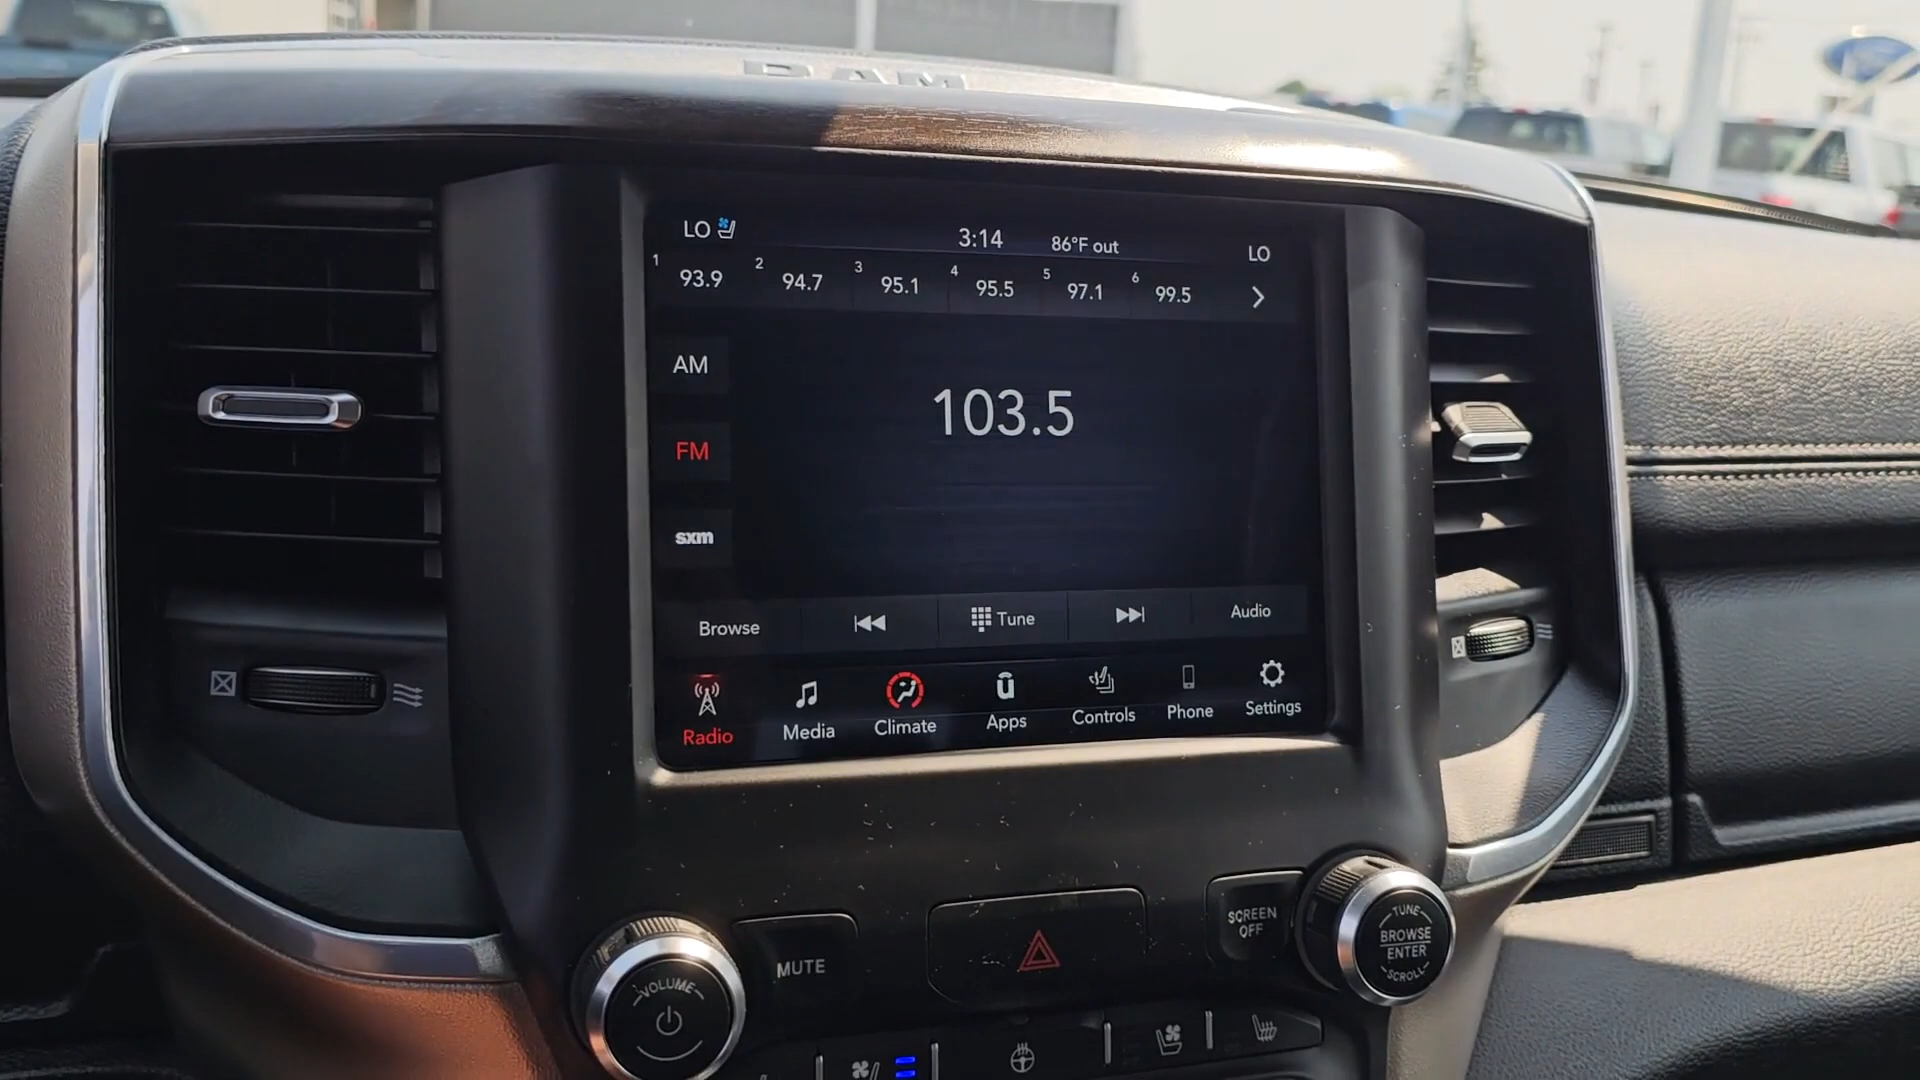 RAM
LO 3:14 86°F out LO
1 93.9 2 94.7 3 95.1 4 95.5 5 97.1 6 99.5
AM
103.5
FM
sxm
Browse Tune Audio
Radio Media Climate Apps Controls Phone Settings
VOLUME
MUTE
SCREEN
OFF
TUNE
BROWSE
ENTER
SCROLL